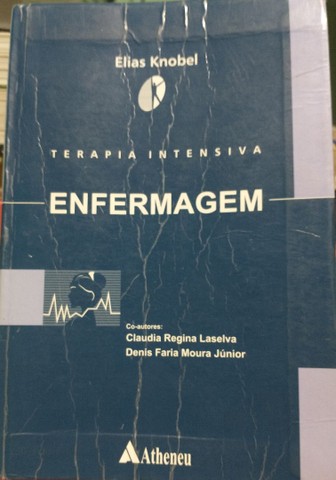 Elias Knobel
TERAPIA INTENSIVA
ENFERMAGEM
Co-autores:
Claudia Regina Laselva
Denis Faria Moura Júnior
Atheneu